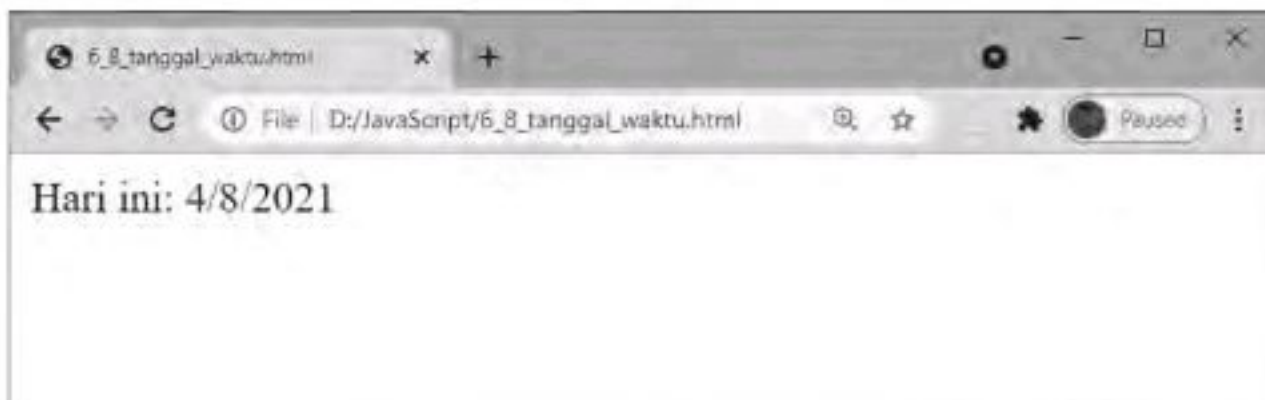 6_8_tanggal_waktu.html
File | D:/JavaScript/6_8_tanggal_waktu.html
Paused
Hari ini: 4/8/2021